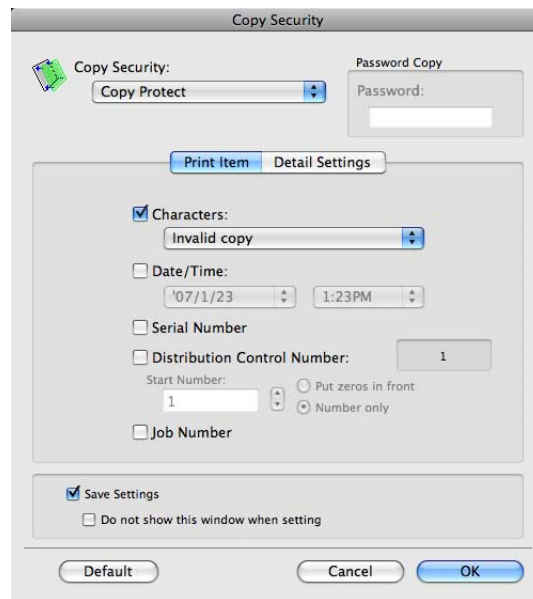 Copy Security
Copy Security:
Copy Protect
Password Copy
Password:
Print Item
Detail Settings
Characters:
Invalid copy
Date/Time:
'07/1/23
1:23PM
Serial Number
Distribution Control Number:
1
Start Number:
1
Put zeros in front
Number only
Job Number
Save Settings
Do not show this window when setting
Default
Cancel
OK